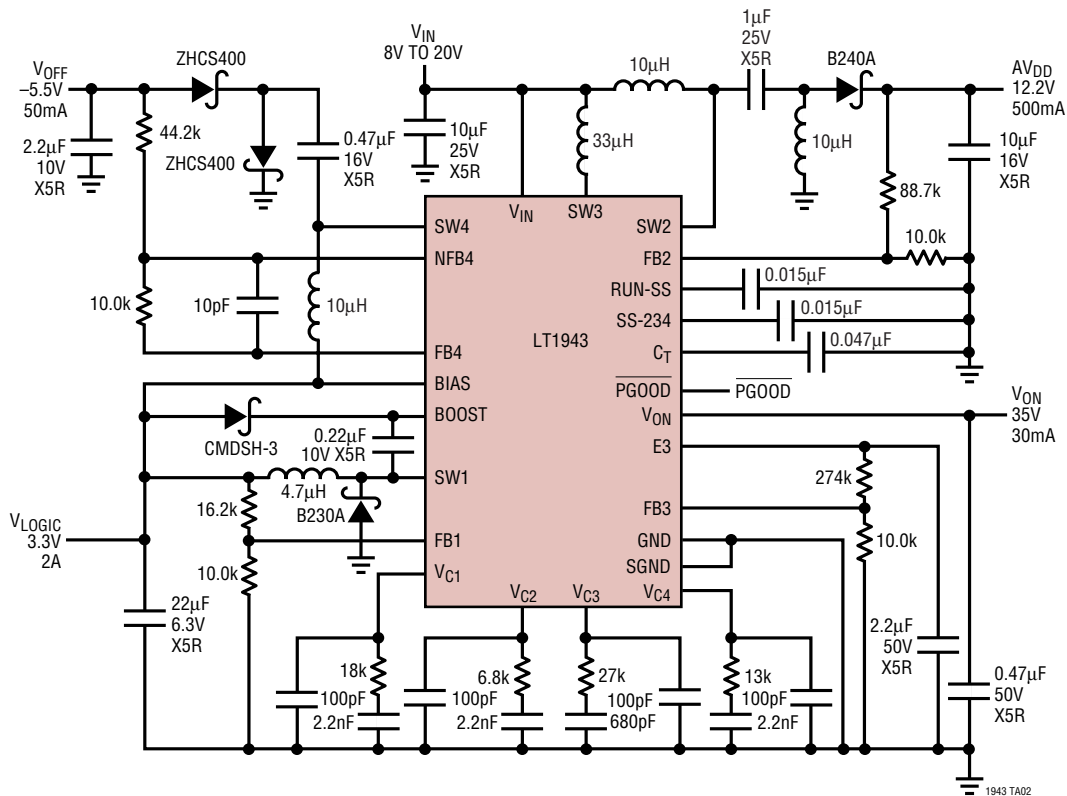 V_OFF
–5.5V
50mA
2.2µF
10V
X5R
ZHCS400
44.2k
ZHCS400
0.47µF
16V
X5R
V_IN
8V TO 20V
10µF
25V
X5R
33µH
10µH
1µF
25V
X5R
10µH
B240A
AV_DD
12.2V
500mA
10µF
16V
X5R
88.7k
10.0k
V_IN
SW3
SW4
SW2
NFB4
FB2
10.0k
10pF
10µH
RUN-SS
0.015µF
SS-234
0.015µF
LT1943
FB4
C_T
0.047µF
BIAS
PGOOD
PGOOD
BOOST
V_ON
V_ON
35V
30mA
CMDSH-3
0.22µF
10V X5R
E3
274k
SW1
4.7µH
B230A
16.2k
FB3
10.0k
V_LOGIC
3.3V
2A
FB1
GND
SGND
10.0k
V_C1
V_C2
V_C3
V_C4
22µF
6.3V
X5R
2.2µF
50V
X5R
0.47µF
50V
X5R
18k
100pF
2.2nF
6.8k
100pF
2.2nF
27k
100pF
680pF
13k
100pF
2.2nF
1943 TA02